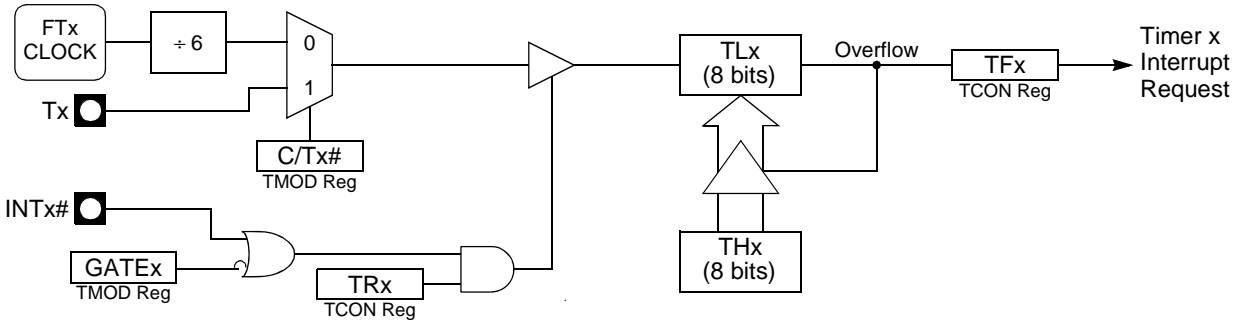 FTx
CLOCK
÷ 6
0
1
Tx
C/Tx#
TMOD Reg
INTx#
GATEx
TMOD Reg
TRx
TCON Reg
TLx
(8 bits)
THx
(8 bits)
Overflow
TFx
TCON Reg
Timer x
Interrupt
Request